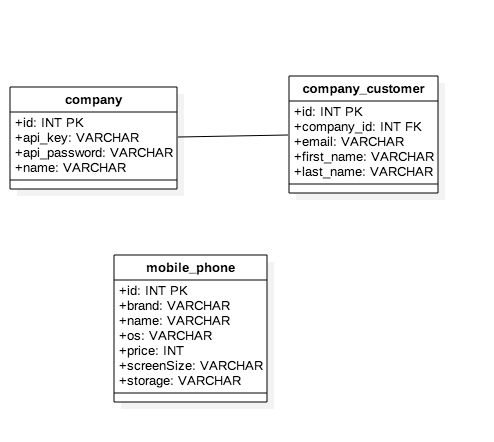 company
+id: INT PK
+api_key: VARCHAR
+api_password: VARCHAR
+name: VARCHAR
company_customer
+id: INT PK
+company_id: INT FK
+email: VARCHAR
+first_name: VARCHAR
+last_name: VARCHAR
mobile_phone
+id: INT PK
+brand: VARCHAR
+name: VARCHAR
+os: VARCHAR
+price: INT
+screenSize: VARCHAR
+storage: VARCHAR